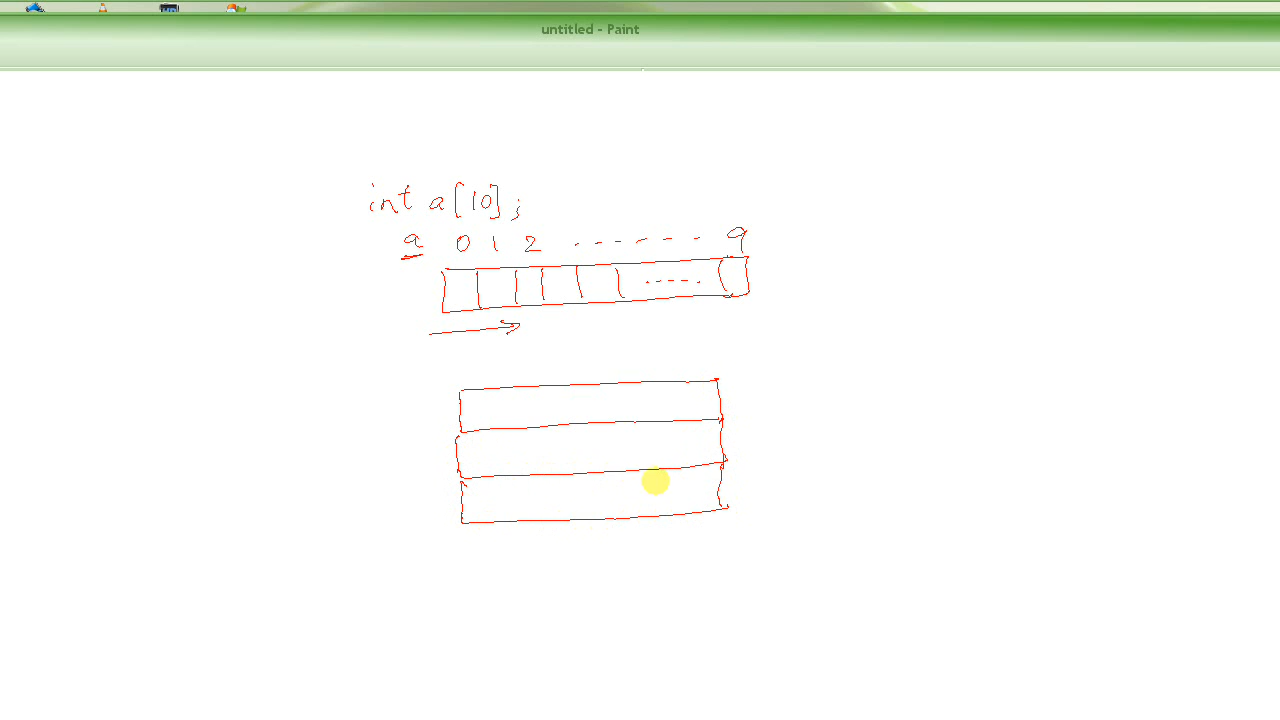 untitled - Paint
int a[10];
a 0 1 2 ------- 9
-----